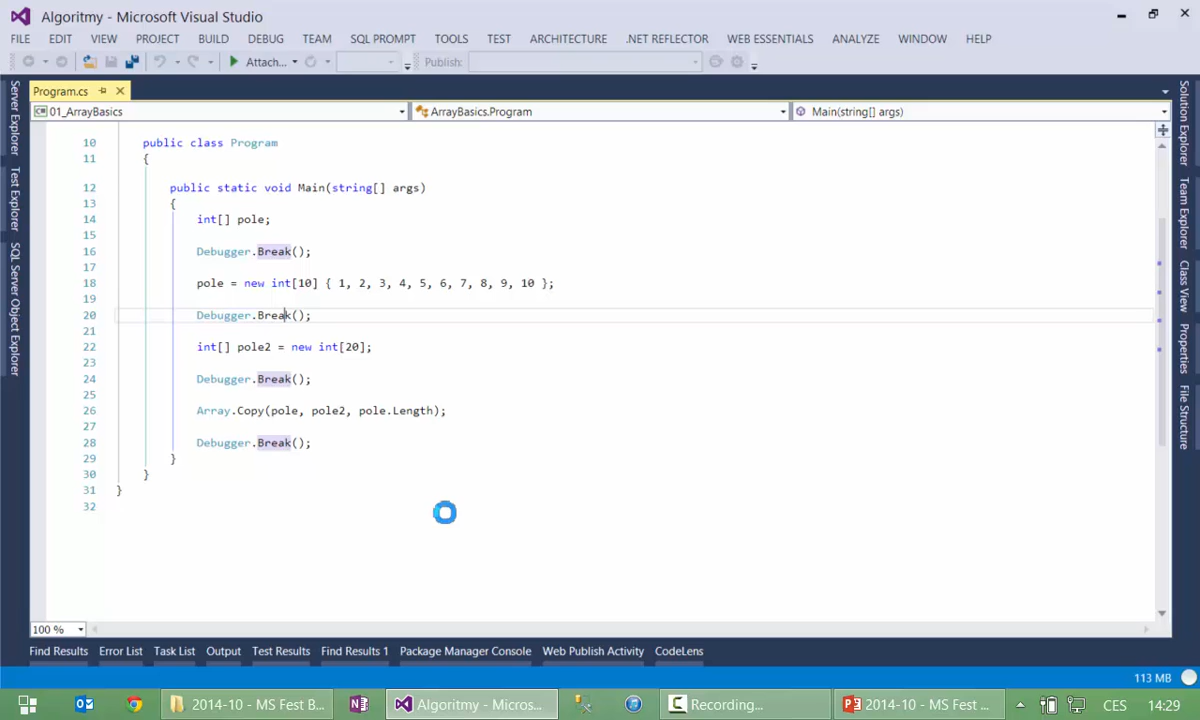 Algoritmy - Microsoft Visual Studio
FILE EDIT VIEW PROJECT BUILD DEBUG TEAM SQL PROMPT TOOLS TEST ARCHITECTURE .NET REFLECTOR WEB ESSENTIALS ANALYZE WINDOW HELP
Attach... Publish:
Program.cs
01_ArrayBasics ArrayBasics.Program Main(string[] args)
Server Explorer
Test Explorer
SQL Server Object Explorer
10 public class Program
11 {
12 public static void Main(string[] args)
13 {
14 int[] pole;
15
16 Debugger.Break();
17
18 pole = new int[10] { 1, 2, 3, 4, 5, 6, 7, 8, 9, 10 };
19
20 Debugger.Break();
21
22 int[] pole2 = new int[20];
23
24 Debugger.Break();
25
26 Array.Copy(pole, pole2, pole.Length);
27
28 Debugger.Break();
29 }
30 }
31 }
32
Solution Explorer
Team Explorer
Class View
Properties
File Structure
100 %
Find Results Error List Task List Output Test Results Find Results 1 Package Manager Console Web Publish Activity CodeLens
113 MB
2014-10 - MS Fest B... Algoritmy - Micros... Recording... 2014-10 - MS Fest ... CES 14:29